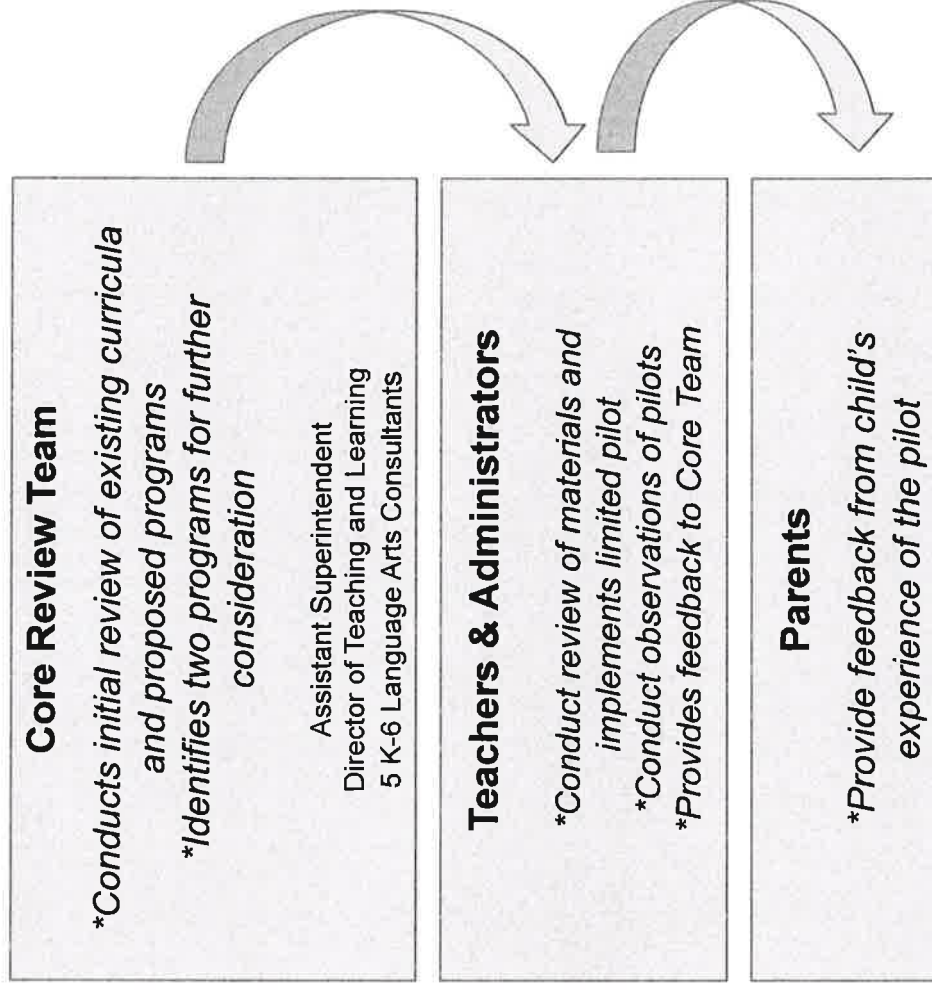 Core Review Team
*Conducts initial review of existing curricula
and proposed programs
*Identifies two programs for further
consideration
Assistant Superintendent
Director of Teaching and Learning
5 K-6 Language Arts Consultants
Teachers & Administrators
*Conduct review of materials and
implements limited pilot
*Conduct observations of pilots
*Provides feedback to Core Team
Parents
*Provide feedback from child's
experience of the pilot